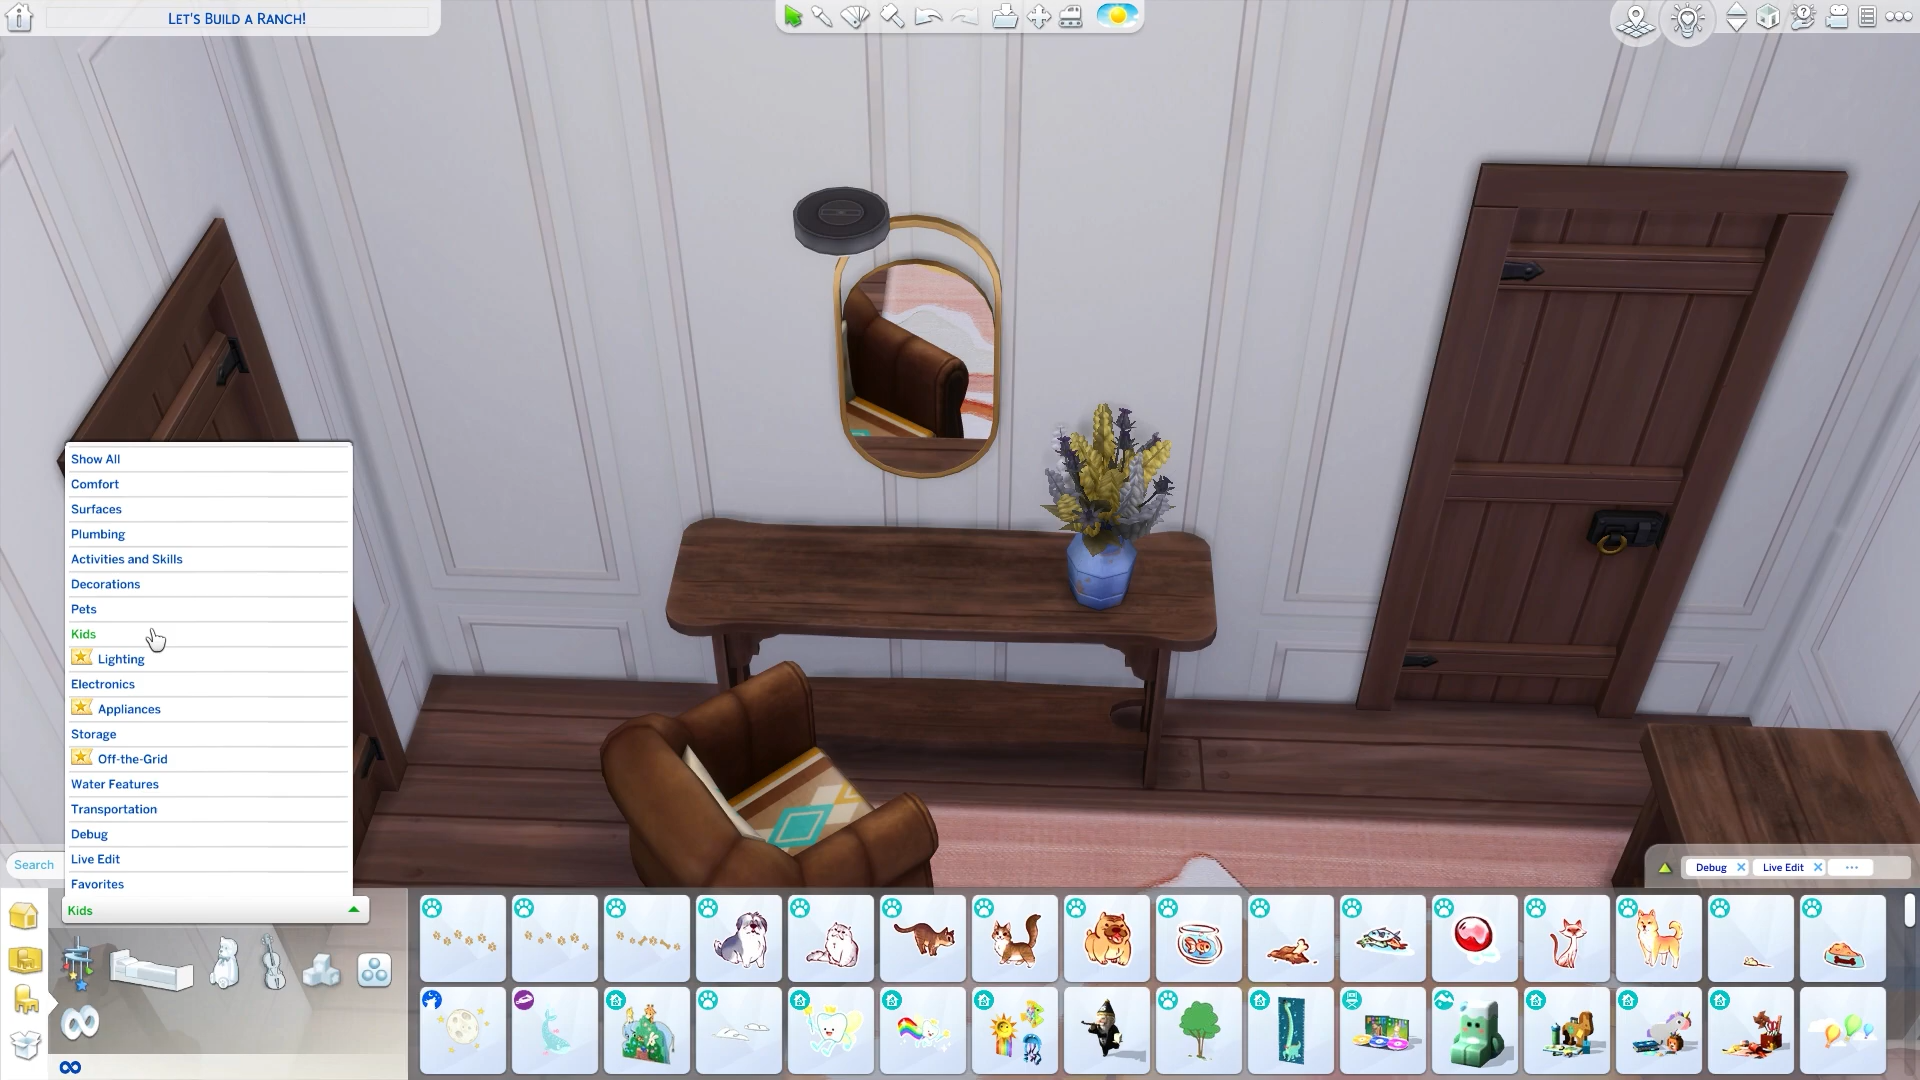 Let's Build a Ranch!
Show All
Comfort
Surfaces
Plumbing
Activities and Skills
Decorations
Pets
Kids
Lighting
Electronics
Appliances
Storage
Off-the-Grid
Water Features
Transportation
Debug
Live Edit
Favorites
Search
Kids
Debug
Live Edit
...